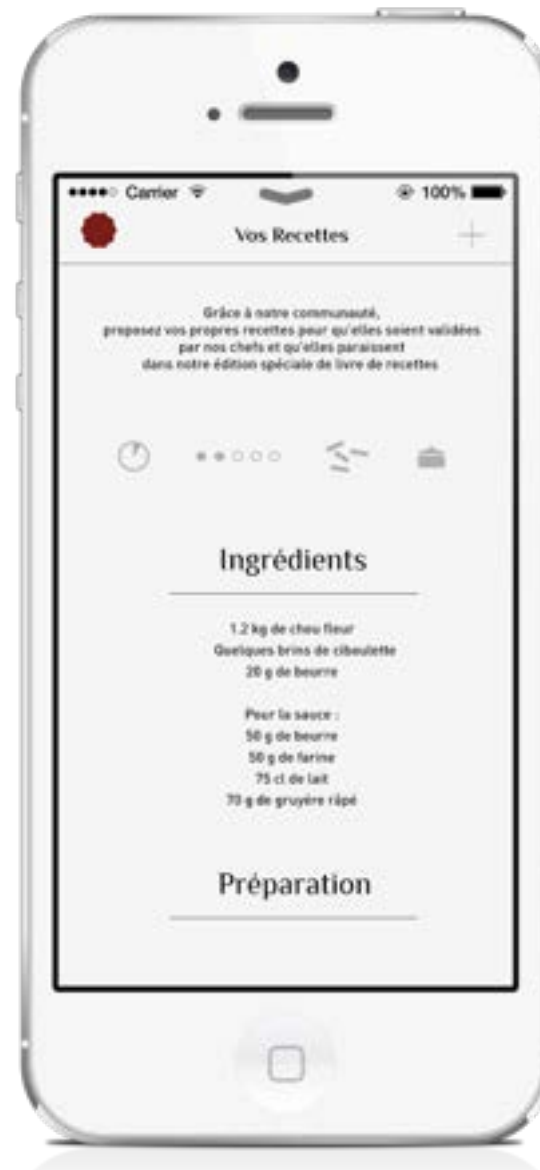 Carrier
100%
Vos Recettes
Grâce à notre communauté,
proposez vos propres recettes pour qu'elles soient validées
par nos chefs et qu'elles paraissent
dans notre édition spéciale de livre de recettes
Ingrédients
1.2 kg de chou fleur
Quelques brins de ciboulette
20 g de beurre
Pour la sauce :
50 g de beurre
50 g de farine
75 cl de lait
70 g de gruyére râpé
Préparation